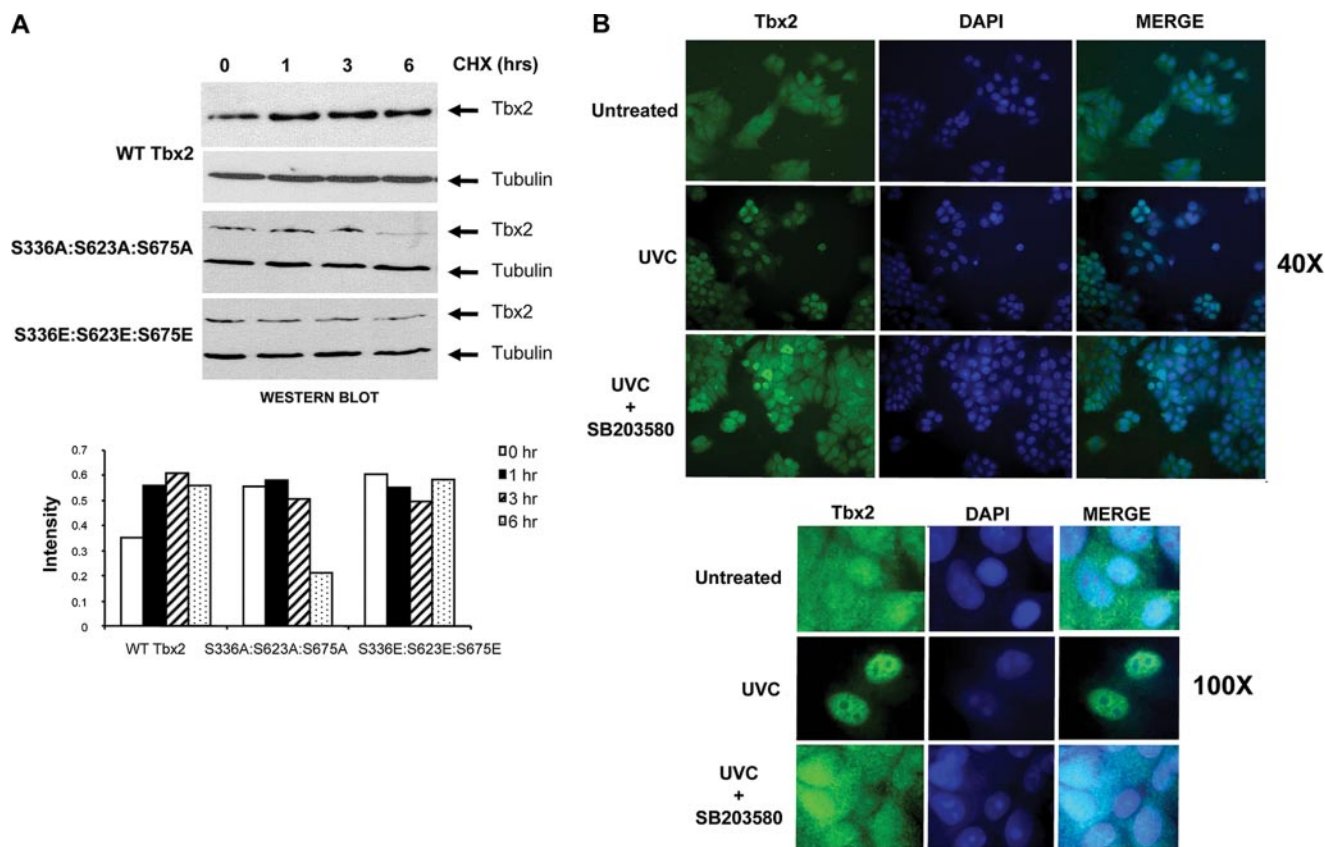 A
0 1 3 6 CHX (hrs)
Tbx2
WT Tbx2
Tubulin
Tbx2
S336A:S623A:S675A
Tubulin
Tbx2
S336E:S623E:S675E
Tubulin
WESTERN BLOT
0.7
0.6
0.5
0.4
0.3
0.2
0.1
0
Intensity
WT Tbx2 S336A:S623A:S675A S336E:S623E:S675E
0 hr
1 hr
3 hr
6 hr
B
Tbx2 DAPI MERGE
Untreated
UVC
40X
UVC
+
SB203580
Tbx2 DAPI MERGE
Untreated
UVC
100X
UVC
+
SB203580